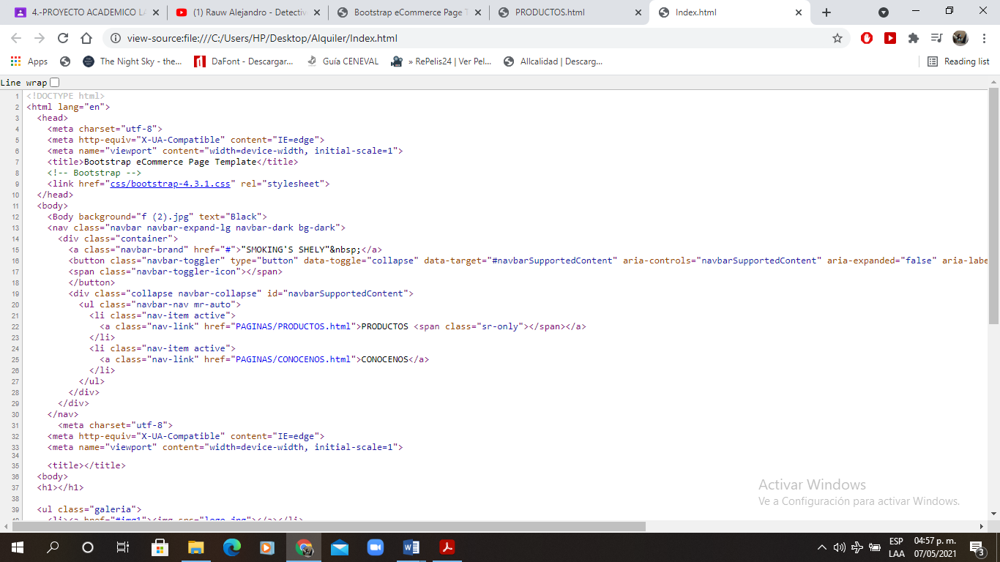 4.-PROYECTO ACADEMICO LA
(1) Rauw Alejandro - Detectiv
Bootstrap eCommerce Page T
PRODUCTOS.html
Index.html
view-source:file:///C:/Users/HP/Desktop/Alquiler/Index.html
Apps
The Night Sky - the...
DaFont - Descargar...
Guía CENEVAL
» RePelis24 | Ver Pel...
Allcalidad | Descarg...
Reading list
Line wrap
1 <!DOCTYPE html>
2 <html lang="en">
3 <head>
4 <meta charset="utf-8">
5 <meta http-equiv="X-UA-Compatible" content="IE=edge">
6 <meta name="viewport" content="width=device-width, initial-scale=1">
7 <title>Bootstrap eCommerce Page Template</title>
8 <!-- Bootstrap -->
9 <link href="css/bootstrap-4.3.1.css" rel="stylesheet">
10 </head>
11 <body>
12 <Body background="f (2).jpg" text="Black">
13 <nav class="navbar navbar-expand-lg navbar-dark bg-dark">
14 <div class="container">
15 <a class="navbar-brand" href="#">"SMOKING'S SHELY"&nbsp;</a>
16 <button class="navbar-toggler" type="button" data-toggle="collapse" data-target="#navbarSupportedContent" aria-controls="navbarSupportedContent" aria-expanded="false" aria-labe
17 <span class="navbar-toggler-icon"></span>
18 </button>
19 <div class="collapse navbar-collapse" id="navbarSupportedContent">
20 <ul class="navbar-nav mr-auto">
21 <li class="nav-item active">
22 <a class="nav-link" href="PAGINAS/PRODUCTOS.html">PRODUCTOS <span class="sr-only"></span></a>
23 </li>
24 <li class="nav-item active">
25 <a class="nav-link" href="PAGINAS/CONOCENOS.html">CONOCENOS</a>
26 </li>
27 </ul>
28 </div>
29 </div>
30 </nav>
31 <meta charset="utf-8">
32 <meta http-equiv="X-UA-Compatible" content="IE=edge">
33 <meta name="viewport" content="width=device-width, initial-scale=1">
34
35 <title></title>
36 <body>
37 <h1></h1>
38
39 <ul class="galeria">
40 <li><a href="#img1"><img src="logo.jpg"></a></li>
Activar Windows
Ve a Configuración para activar Windows.
ESP
LAA
04:57 p. m.
07/05/2021
3